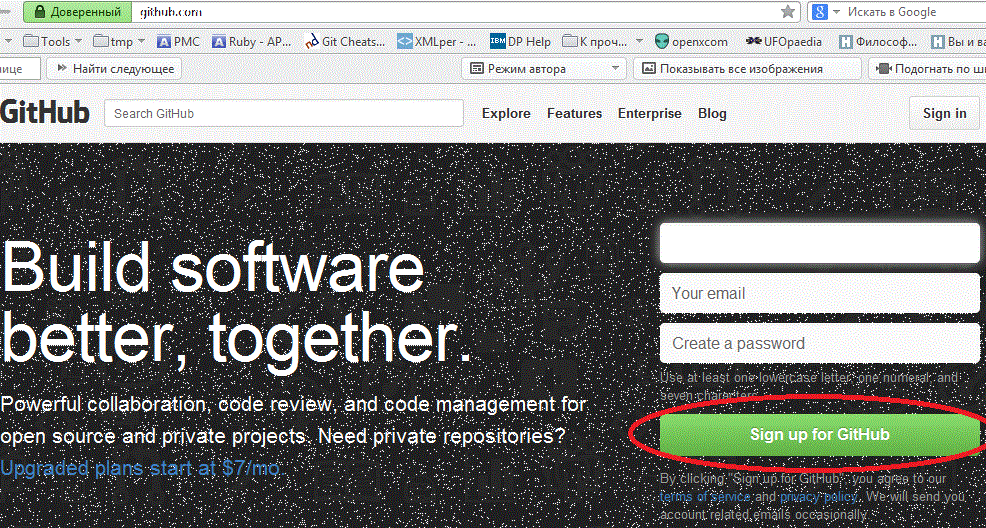 Доверенный github.com Искать в Google
Tools tmp PMC Ruby - AP... Git Cheats... XMLper - ... IBM DP Help К проч... openxcom UFOpaedia Философ... Вы и ва
нице Найти следующее Режим автора Показывать все изображения Подогнать по ш
GitHub Search GitHub Explore Features Enterprise Blog Sign in
Build software
better, together.
Powerful collaboration, code review, and code management for
open source and private projects. Need private repositories?
Upgraded plans start at $7/mo
Your email
Create a password
Use at least one lowercase letter, one numeral, and
seven characters.
Sign up for GitHub
By clicking "Sign up for GitHub", you agree to our
terms of service and privacy policy. We will send you
account related emails occasionally.